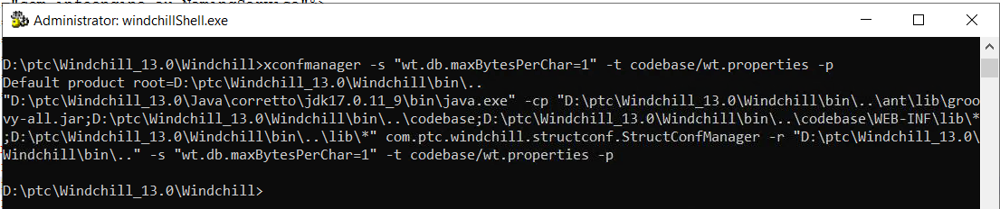 Administrator: windchillShell.exe
D:\ptc\Windchill_13.0\Windchill>xconfmanager -s "wt.db.maxBytesPerChar=1" -t codebase/wt.properties -p
Default product root=D:\ptc\Windchill_13.0\Windchill\bin\..
"D:\ptc\Windchill_13.0\Java\corretto\jdk17.0.11_9\bin\java.exe" -cp "D:\ptc\Windchill_13.0\Windchill\bin\..\ant\lib\groo
vy-all.jar;D:\ptc\Windchill_13.0\Windchill\bin\..\codebase;D:\ptc\Windchill_13.0\Windchill\bin\..\codebase\WEB-INF\lib\*
;D:\ptc\Windchill_13.0\Windchill\bin\..\lib\*" com.ptc.windchill.structconf.StructConfManager -r "D:\ptc\Windchill_13.0\
Windchill\bin\.." -s "wt.db.maxBytesPerChar=1" -t codebase/wt.properties -p
D:\ptc\Windchill_13.0\Windchill>